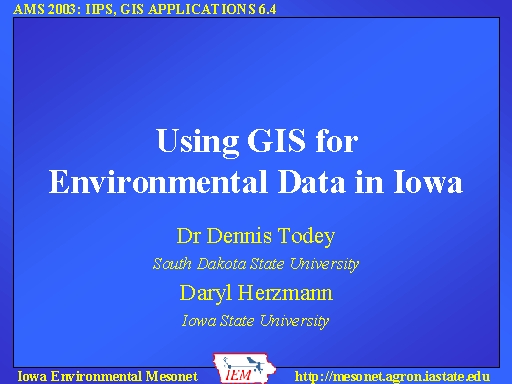 AMS 2003: IIPS, GIS APPLICATIONS 6.4
Using GIS for
Environmental Data in Iowa
Dr Dennis Todey
South Dakota State University
Daryl Herzmann
Iowa State University
Iowa Environmental Mesonet
IEM
http://mesonet.agron.iastate.edu